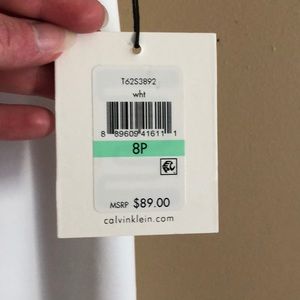 T62S3892
wht
8 89609 41611 1
8P
MSRP $89.00
calvinklein.com